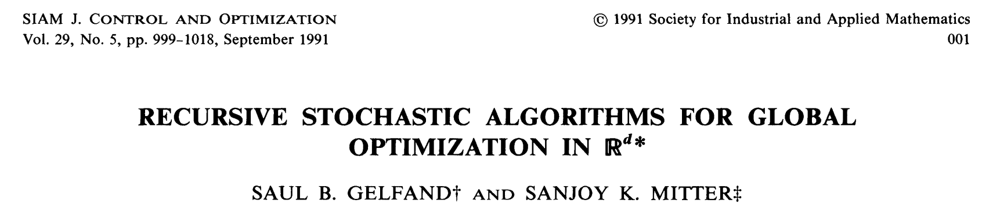 SIAM J. CONTROL AND OPTIMIZATION
Vol. 29, No. 5, pp. 999–1018, September 1991
© 1991 Society for Industrial and Applied Mathematics
001
RECURSIVE STOCHASTIC ALGORITHMS FOR GLOBAL
OPTIMIZATION IN ℝᵈ*
SAUL B. GELFAND† AND SANJOY K. MITTER‡